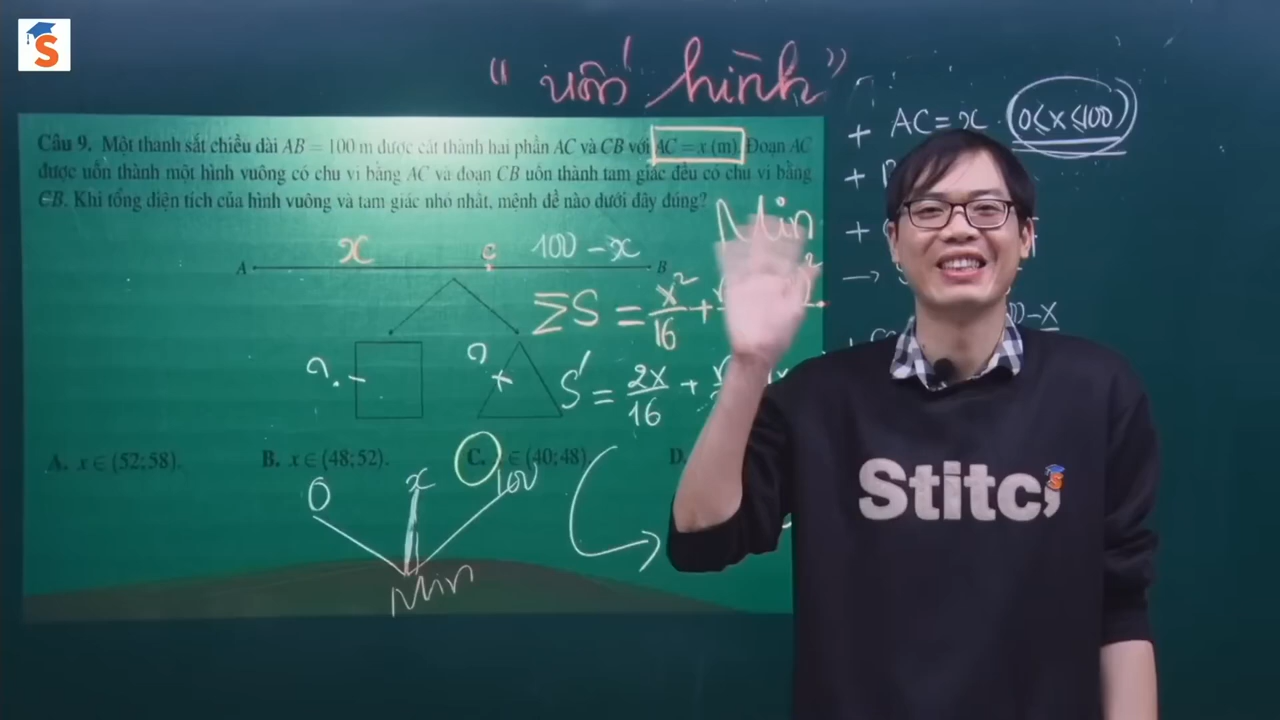 S
“ uốn hình ”
Câu 9. Một thanh sắt chiều dài AB = 100 m được cắt thành hai phần AC và CB với AC = x (m). Đoạn AC
được uốn thành một hình vuông có chu vi bằng AC và đoạn CB uốn thành tam giác đều có chu vi bằng
CB. Khi tổng diện tích của hình vuông và tam giác nhỏ nhất, mệnh đề nào dưới đây đúng?
Min
A x C 100 - x B
ΣS = x²/16 +
? ?
S' = 2x/16 +
A. x ∈ (52;58). B. x ∈ (48;52). C. ∈ (40;48). D.
0 x 100
Min
+ AC = x . 0 ≤ x ≤ 100
+
+
→
Stitc
S